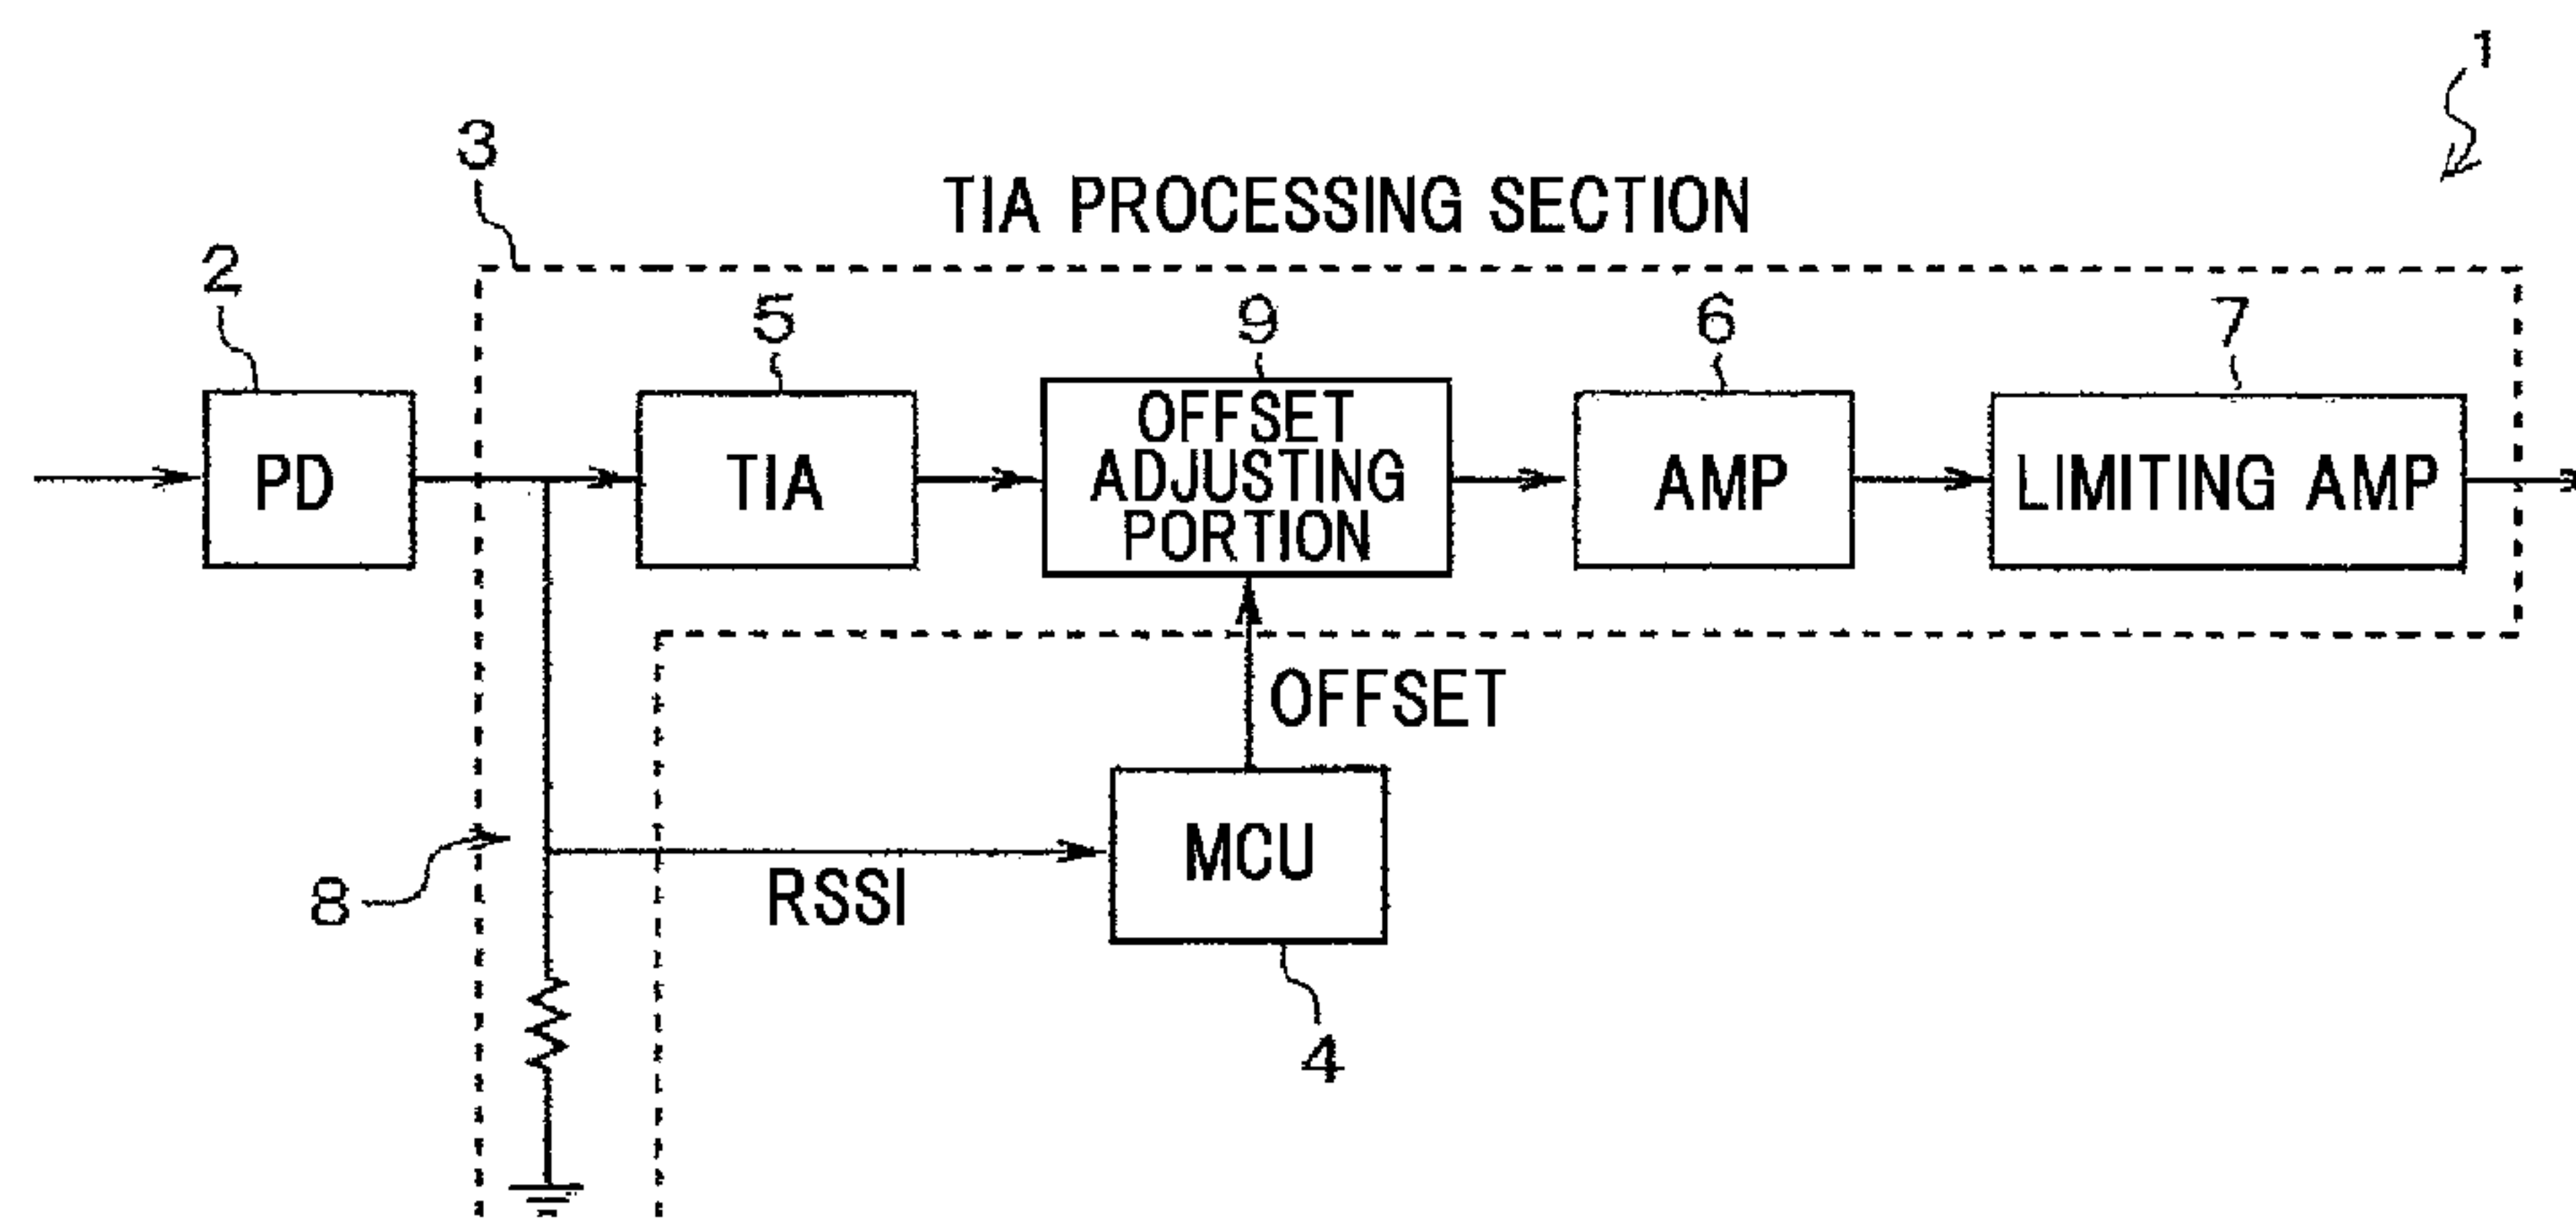 1
3
TIA PROCESSING SECTION
2
5
9
6
7
PD
TIA
OFFSET
ADJUSTING
PORTION
AMP
LIMITING AMP
OFFSET
8
RSSI
MCU
4